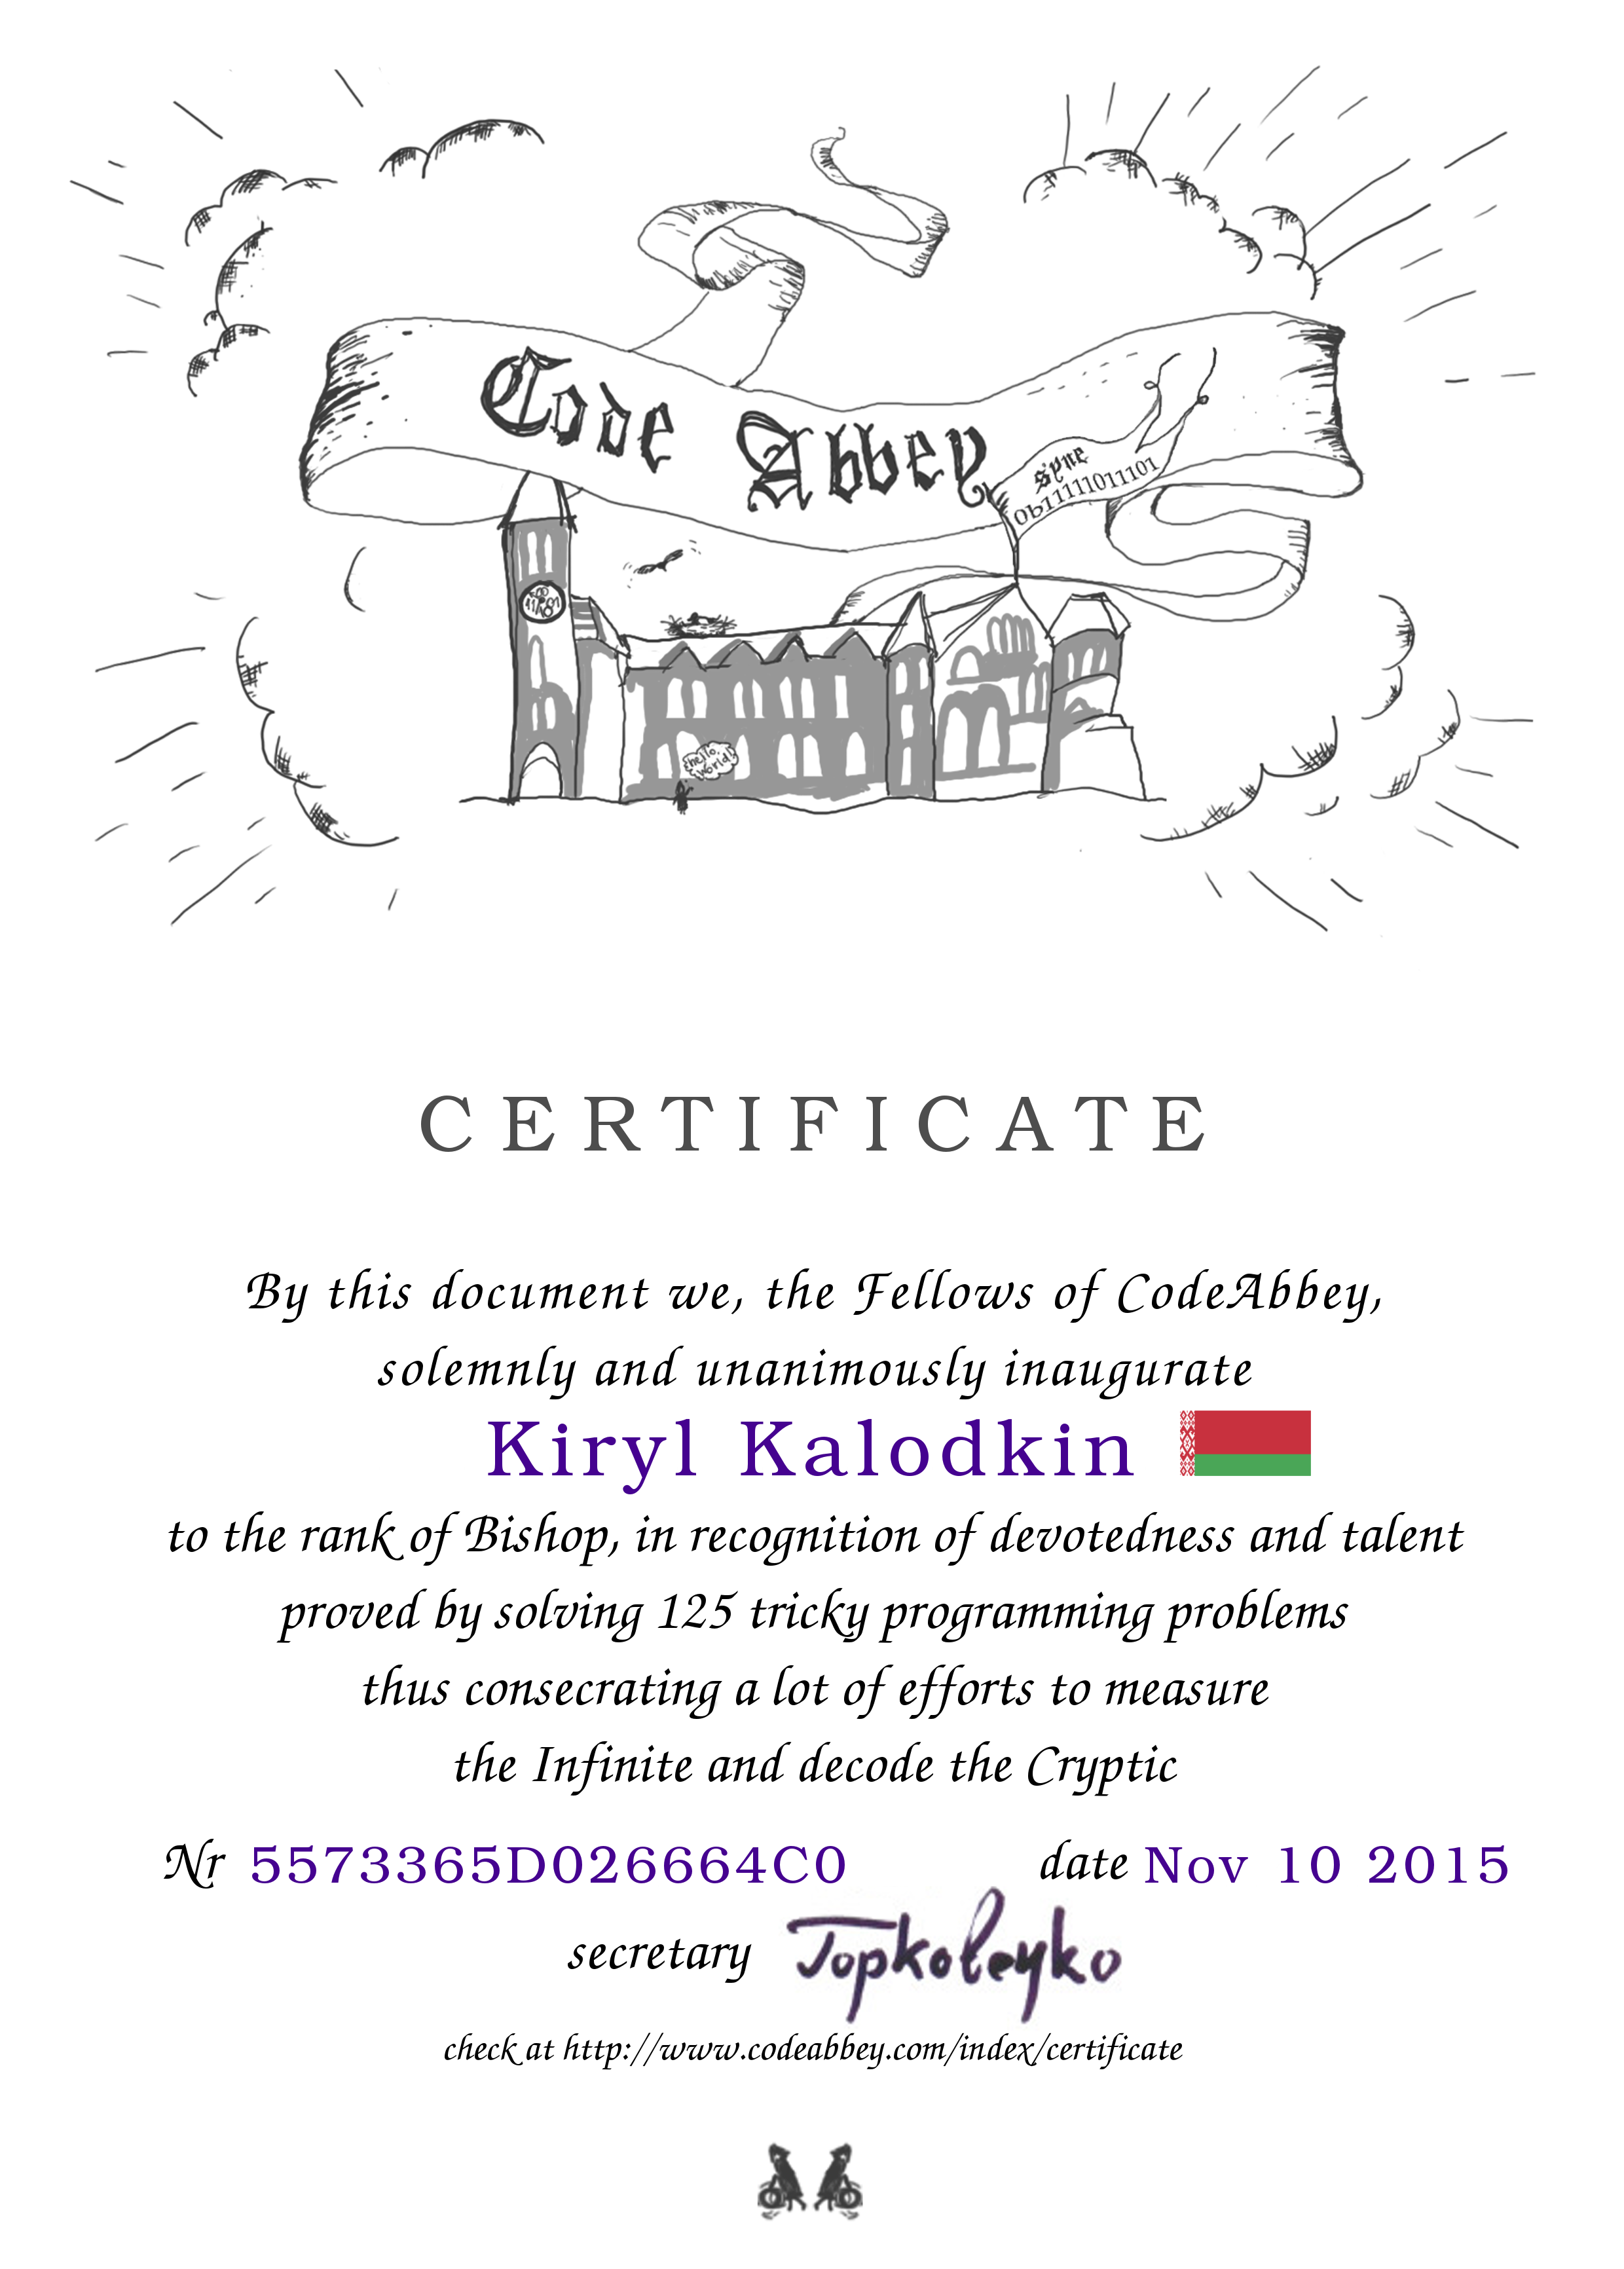 Code Abbey
syne
0b11111011101
hello,
world!
CERTIFICATE
By this document we, the Fellows of CodeAbbey,
solemnly and unanimously inaugurate
Kiryl Kalodkin
to the rank of Bishop, in recognition of devotedness and talent
proved by solving 125 tricky programming problems
thus consecrating a lot of efforts to measure
the Infinite and decode the Cryptic
Nr 5573365D026664C0 date Nov 10 2015
secretary
check at http://www.codeabbey.com/index/certificate